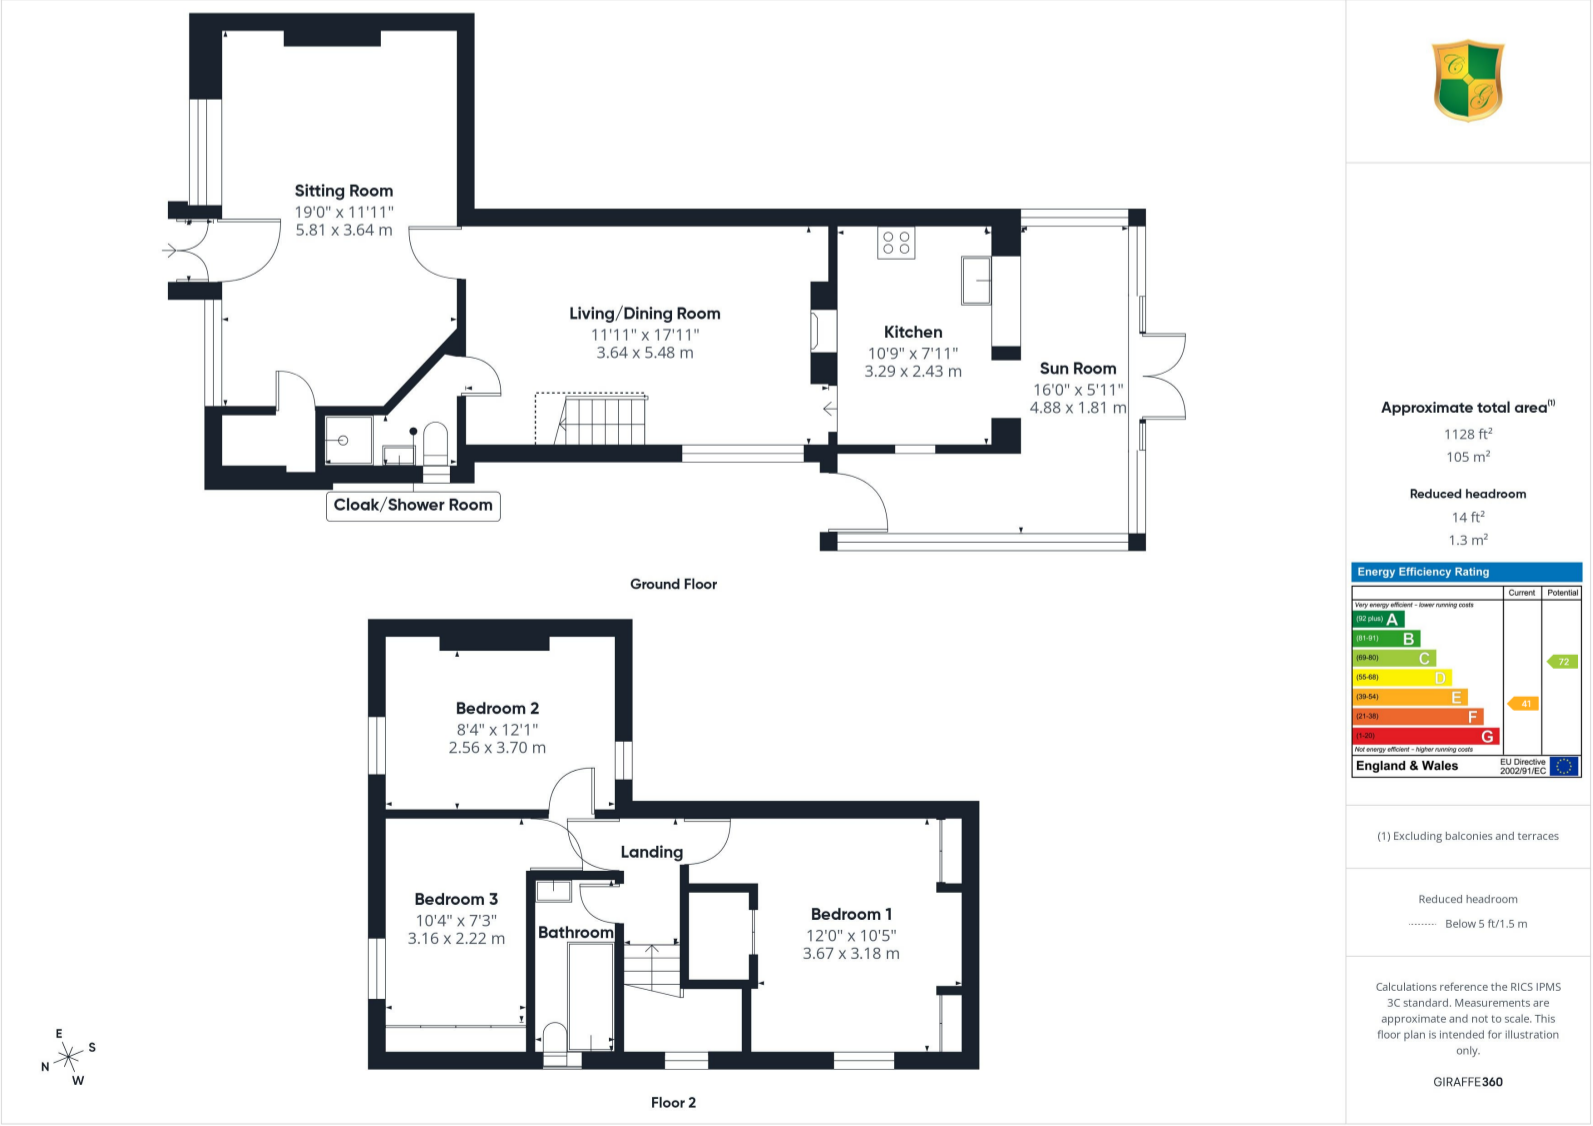 Sitting Room
19'0" x 11'11"
5.81 x 3.64 m
Living/Dining Room
11'11" x 17'11"
3.64 x 5.48 m
Kitchen
10'9" x 7'11"
3.29 x 2.43 m
Sun Room
16'0" x 5'11"
4.88 x 1.81 m
Cloak/Shower Room
Ground Floor
Bedroom 2
8'4" x 12'1"
2.56 x 3.70 m
Landing
Bedroom 3
10'4" x 7'3"
3.16 x 2.22 m
Bathroom
Bedroom 1
12'0" x 10'5"
3.67 x 3.18 m
Floor 2
E
S
N
W
C
G
Approximate total area(1)
1128 ft²
105 m²
Reduced headroom
14 ft²
1.3 m²
Energy Efficiency Rating
Current Potential
Very energy efficient - lower running costs
(92 plus) A
(81-91) B
(69-80) C
72
(55-68) D
(39-54) E
41
(21-38) F
(1-20) G
Not energy efficient - higher running costs
England & Wales
EU Directive
2002/91/EC
(1) Excluding balconies and terraces
Reduced headroom
Below 5 ft/1.5 m
Calculations reference the RICS IPMS
3C standard. Measurements are
approximate and not to scale. This
floor plan is intended for illustration
only.
GIRAFFE360